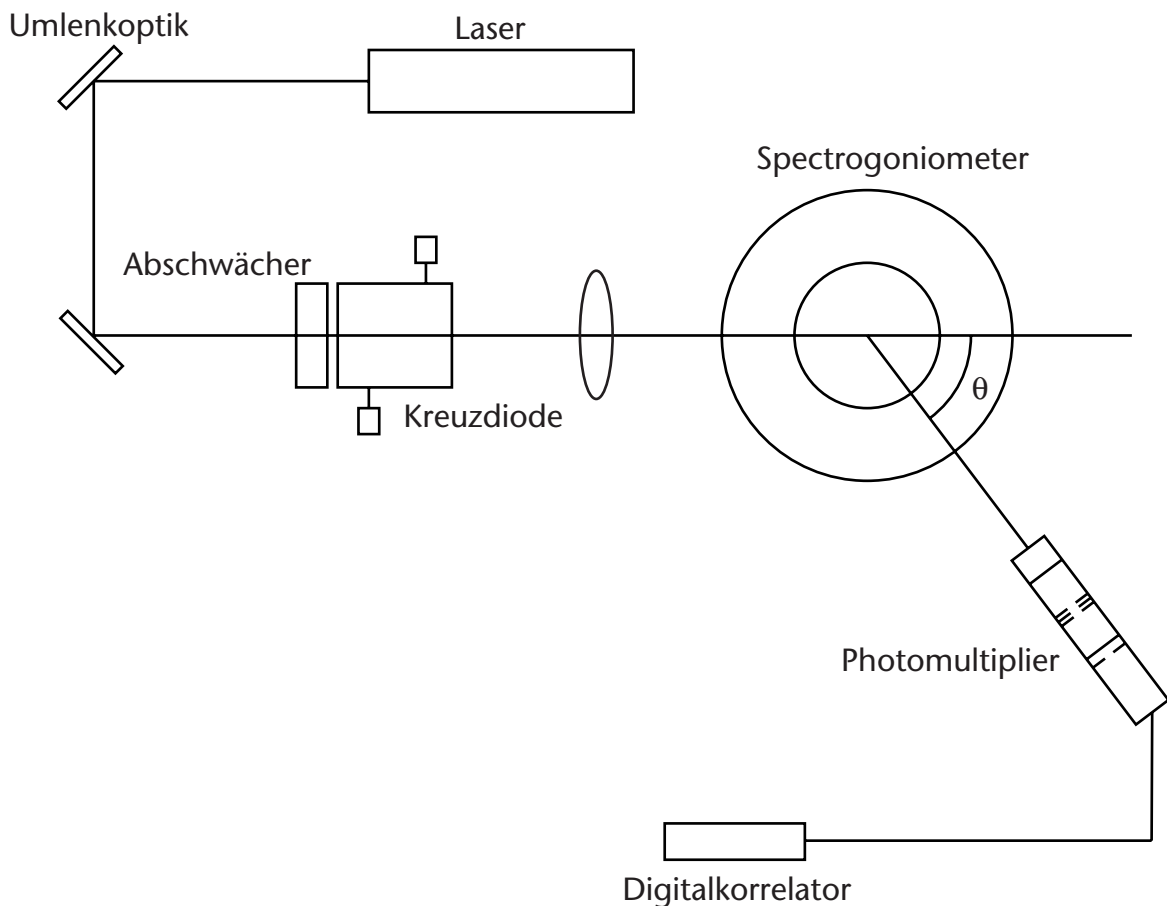 Umlenkoptik
Laser
Spectrogoniometer
Abschwächer
Kreuzdiode
θ
Photomultiplier
Digitalkorrelator